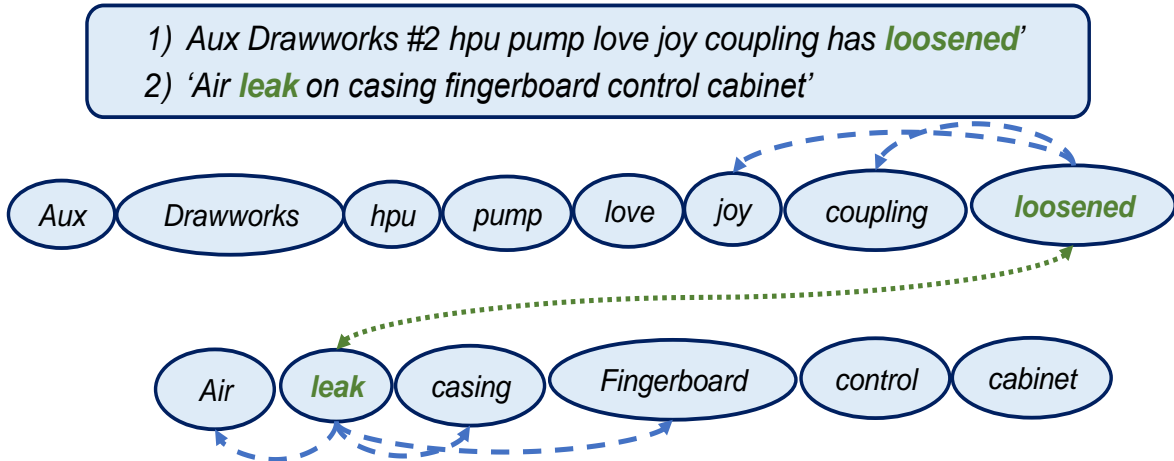 1) Aux Drawworks #2 hpu pump love joy coupling has loosened’
2) ‘Air leak on casing fingerboard control cabinet’
Aux Drawworks hpu pump love joy coupling loosened
Air leak casing Fingerboard control cabinet